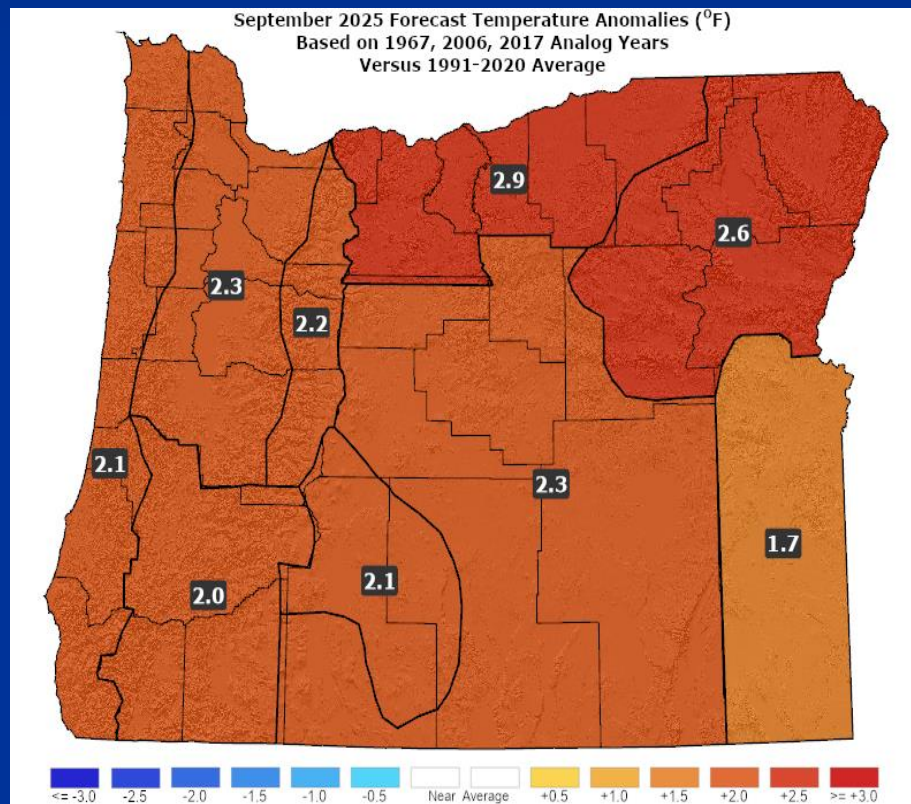 September 2025 Forecast Temperature Anomalies (⁰F)
Based on 1967, 2006, 2017 Analog Years
Versus 1991-2020 Average
2.9
2.6
2.3
2.2
2.1
2.3
1.7
2.1
2.0
<= -3.0 -2.5 -2.0 -1.5 -1.0 -0.5 Near Average +0.5 +1.0 +1.5 +2.0 +2.5 >= +3.0